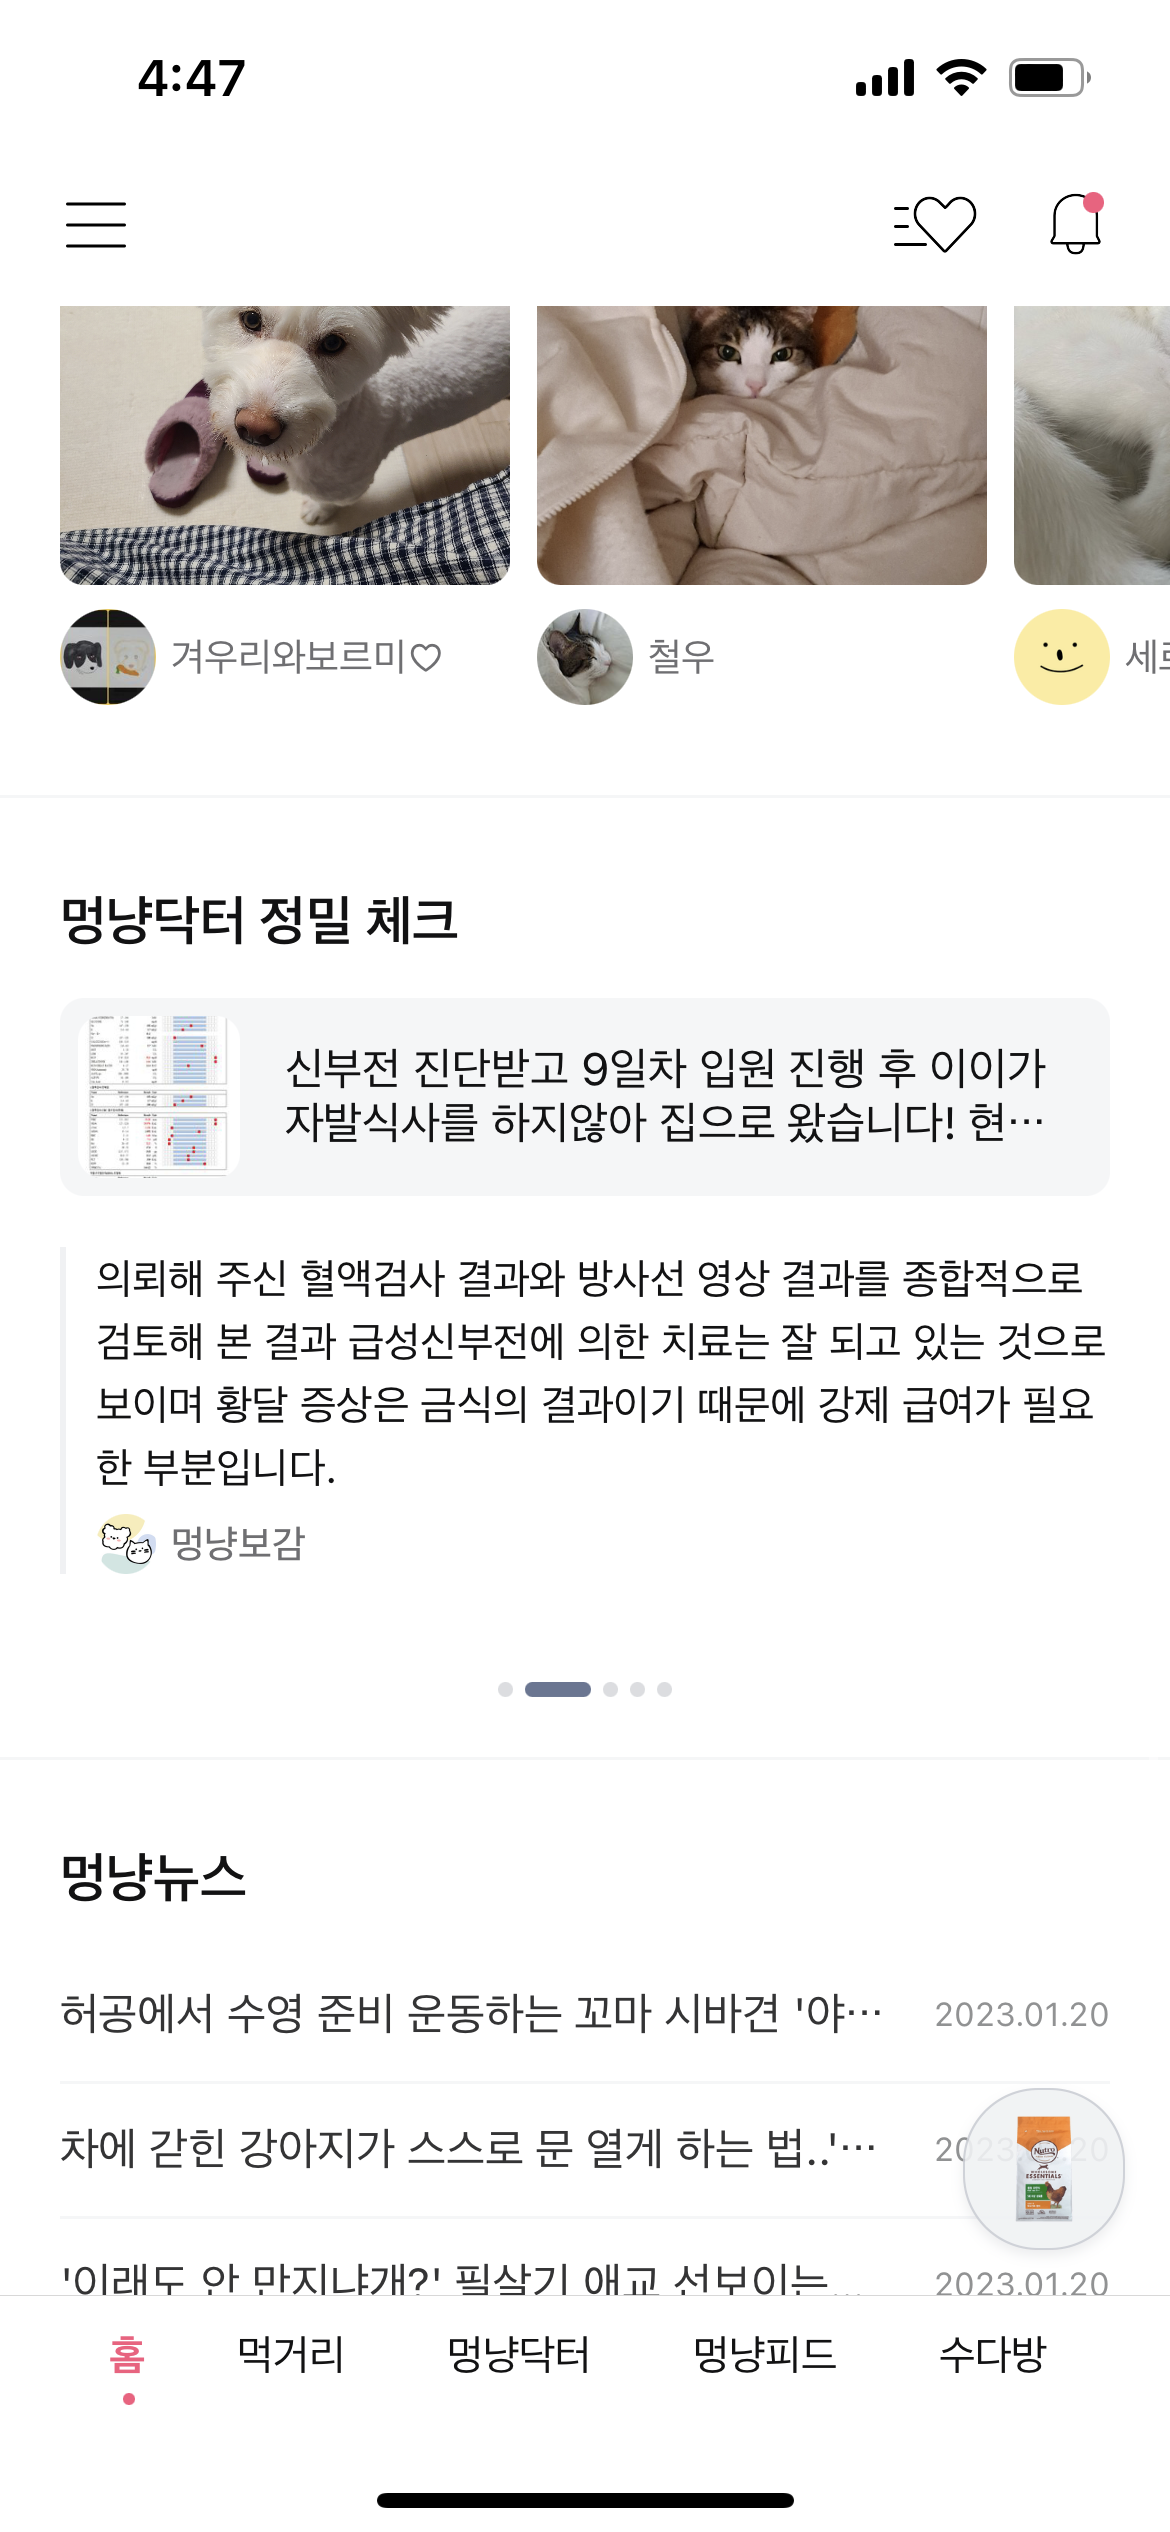 4:47
겨우리와보르미♡
철우
멍냥닥터 정밀 체크
신부전 진단받고 9일차 입원 진행 후 이이가
자발식사를 하지않아 집으로 왔습니다! 현…
의뢰해 주신 혈액검사 결과와 방사선 영상 결과를 종합적으로
검토해 본 결과 급성신부전에 의한 치료는 잘 되고 있는 것으로
보이며 황달 증상은 금식의 결과이기 때문에 강제 급여가 필요
한 부분입니다.
멍냥보감
멍냥뉴스
허공에서 수영 준비 운동하는 꼬마 시바견 '야…
2023.01.20
차에 갇힌 강아지가 스스로 문 열게 하는 법..'…
Nutro
ESSENTIALS
'이래도 안 만지냐개?' 필살기 애교 선보이는…
2023.01.20
홈 먹거리 멍냥닥터 멍냥피드 수다방